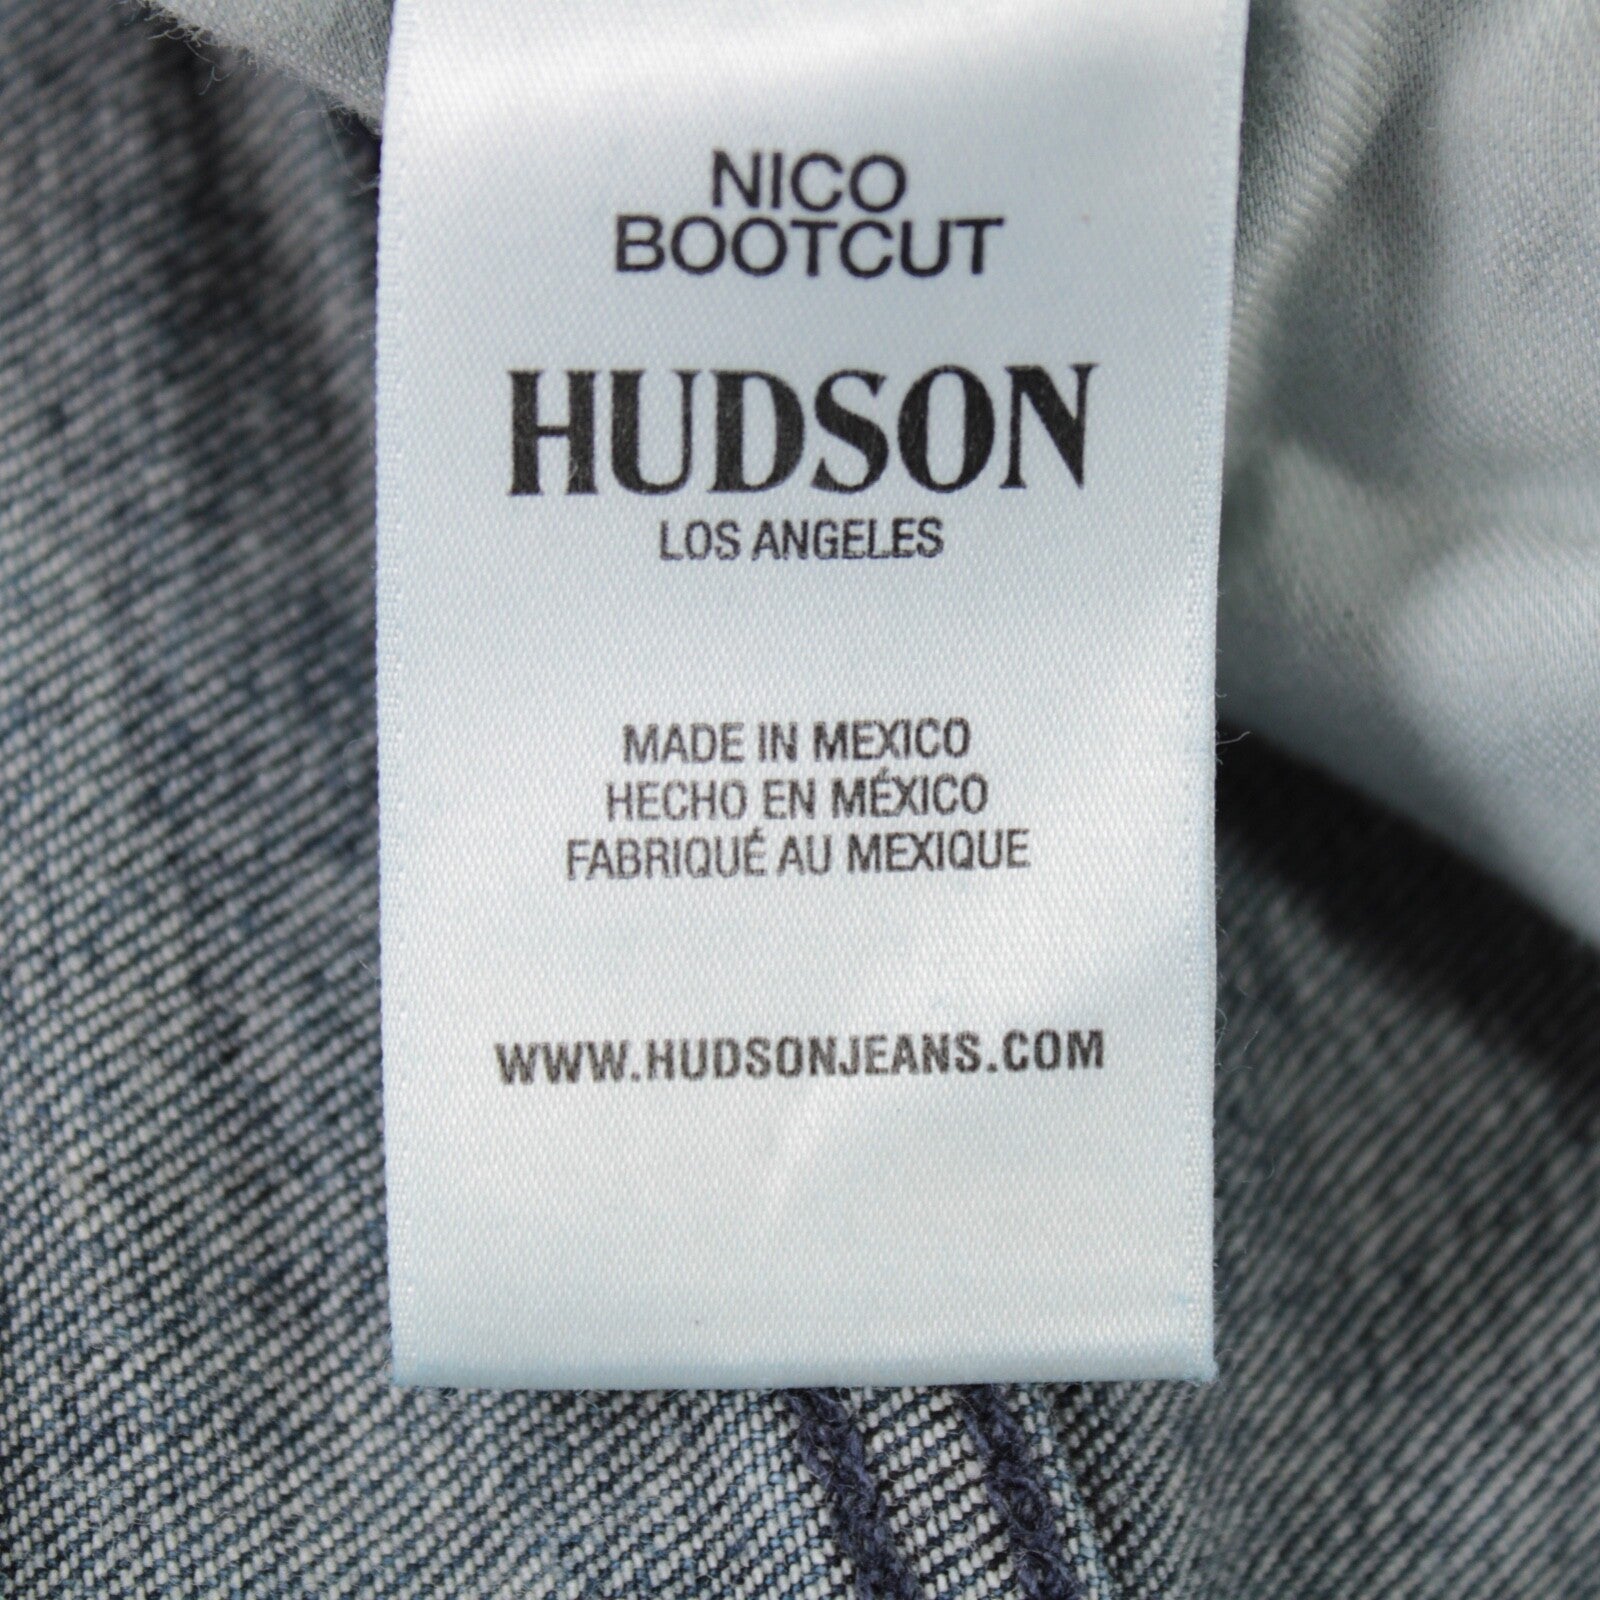 NICO
BOOTCUT
HUDSON
LOS ANGELES
MADE IN MEXICO
HECHO EN MÉXICO
FABRIQUÉ AU MEXIQUE
WWW.HUDSONJEANS.COM